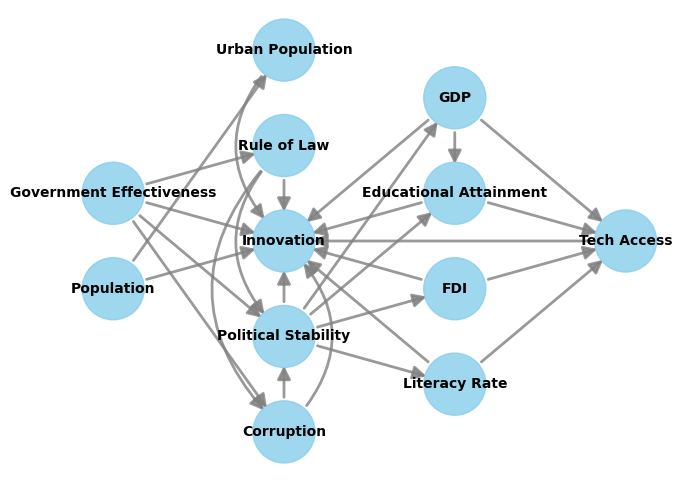 Urban Population
GDP
Rule of Law
Government Effectiveness
Educational Attainment
Innovation
Tech Access
Population
FDI
Political Stability
Literacy Rate
Corruption